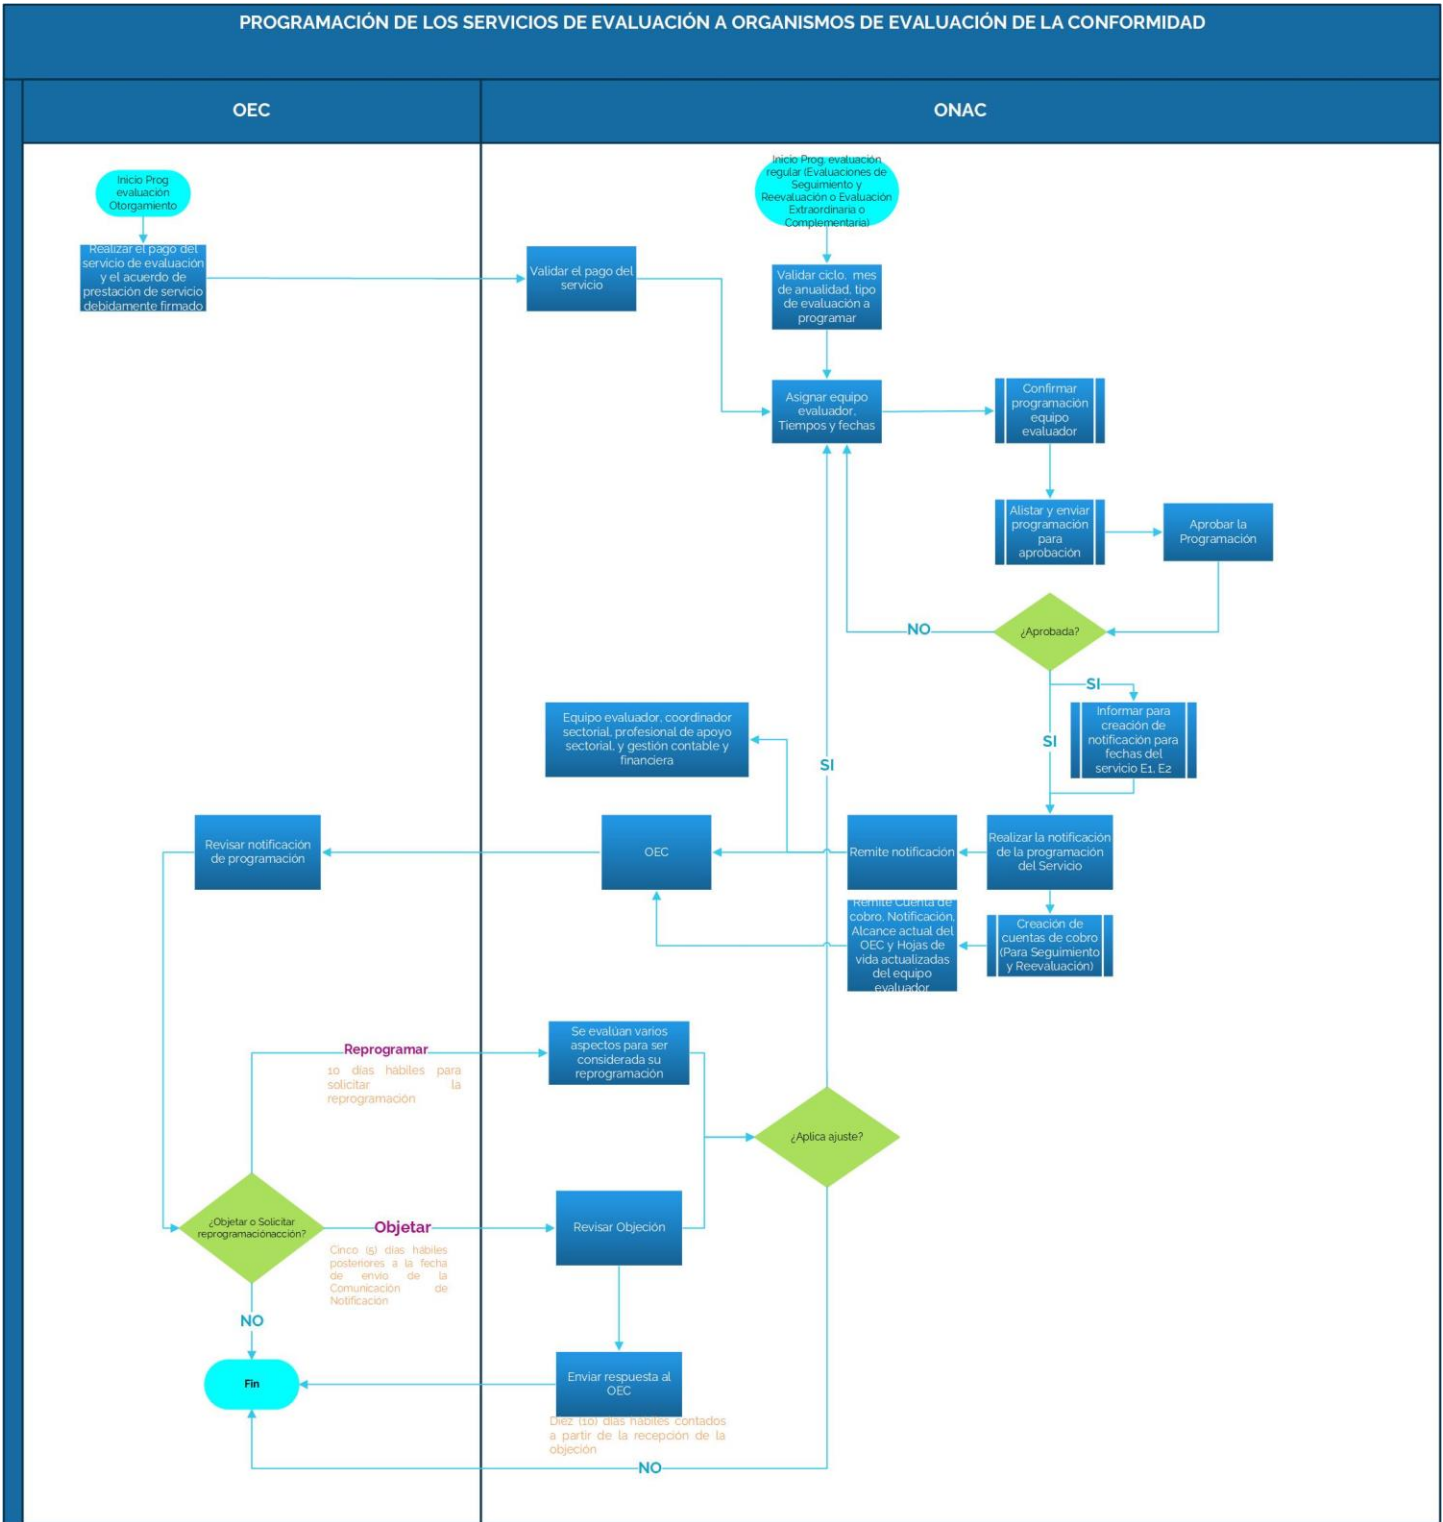 PROGRAMACIÓN DE LOS SERVICIOS DE EVALUACIÓN A ORGANISMOS DE EVALUACIÓN DE LA CONFORMIDAD
OEC
ONAC
Inicio Prog
evaluación
Otorgamiento
Realizar el pago del
servicio de evaluación
y el acuerdo de
prestación de servicio
debidamente firmado
Validar el pago del
servicio
Inicio Prog. evaluación
regular (Evaluaciones de
Seguimiento y
Reevaluación o Evaluación
Extraordinaria o
Complementaria)
Validar ciclo, mes
de anualidad, tipo
de evaluación a
programar
Asignar equipo
evaluador,
Tiempos y fechas
Confirmar
programación
equipo
evaluador
Alistar y enviar
programación
para
aprobación
Aprobar la
Programación
¿Aprobada?
NO
SI
SI
Informar para
creación de
notificación para
fechas del
servicio E1, E2
Equipo evaluador, coordinador
sectorial, profesional de apoyo
sectorial, y gestión contable y
financiera
SI
Revisar notificación
de programación
OEC
Remite notificación
Realizar la notificación
de la programación
del Servicio
Remite Cuenta de
cobro, Notificación,
Alcance actual del
OEC y Hojas de
vida actualizadas
del equipo
evaluador
Creación de
cuentas de cobro
(Para Seguimiento
y Reevaluación)
Reprogramar
10 días hábiles para
solicitar la
reprogramación
Se evalúan varios
aspectos para ser
considerada su
reprogramación
¿Aplica ajuste?
¿Objetar o Solicitar
reprogramaciónacción?
Objetar
Cinco (5) días hábiles
posteriores a la fecha
de envío de la
Comunicación de
Notificación
Revisar Objeción
NO
Fin
Enviar respuesta al
OEC
Diez (10) días hábiles contados
a partir de la recepción de la
objeción
NO